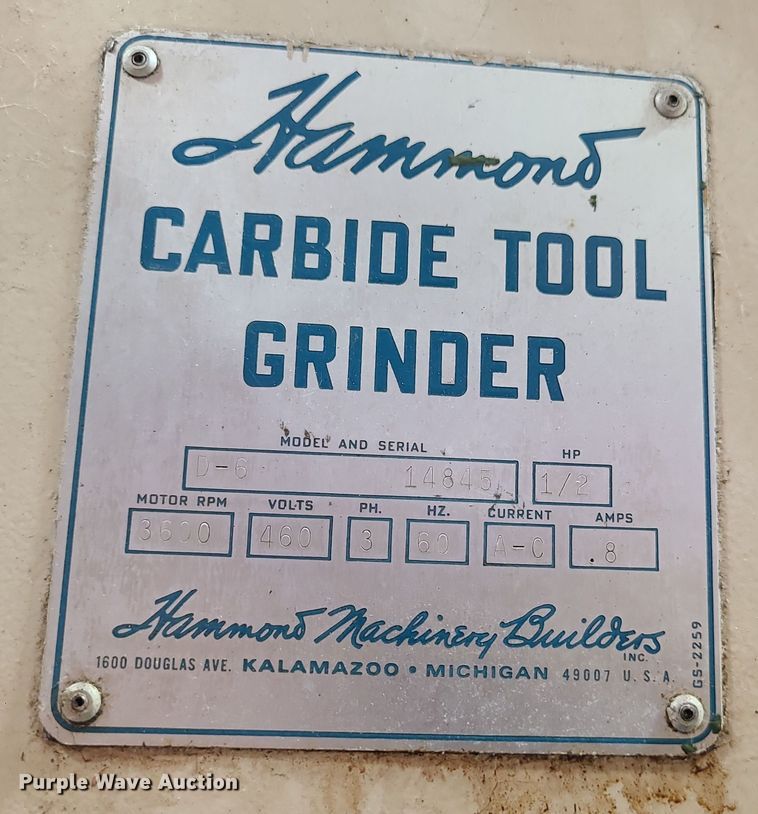 Hammond
CARBIDE TOOL
GRINDER
MODEL AND SERIAL HP
D-6 14845 1/2
MOTOR RPM VOLTS PH. HZ. CURRENT AMPS
3600 460 3 60 A-C .8
Hammond Machinery Builders
INC.
1600 DOUGLAS AVE. KALAMAZOO • MICHIGAN 49007 U. S. A.
GS-2259
Purple Wave Auction